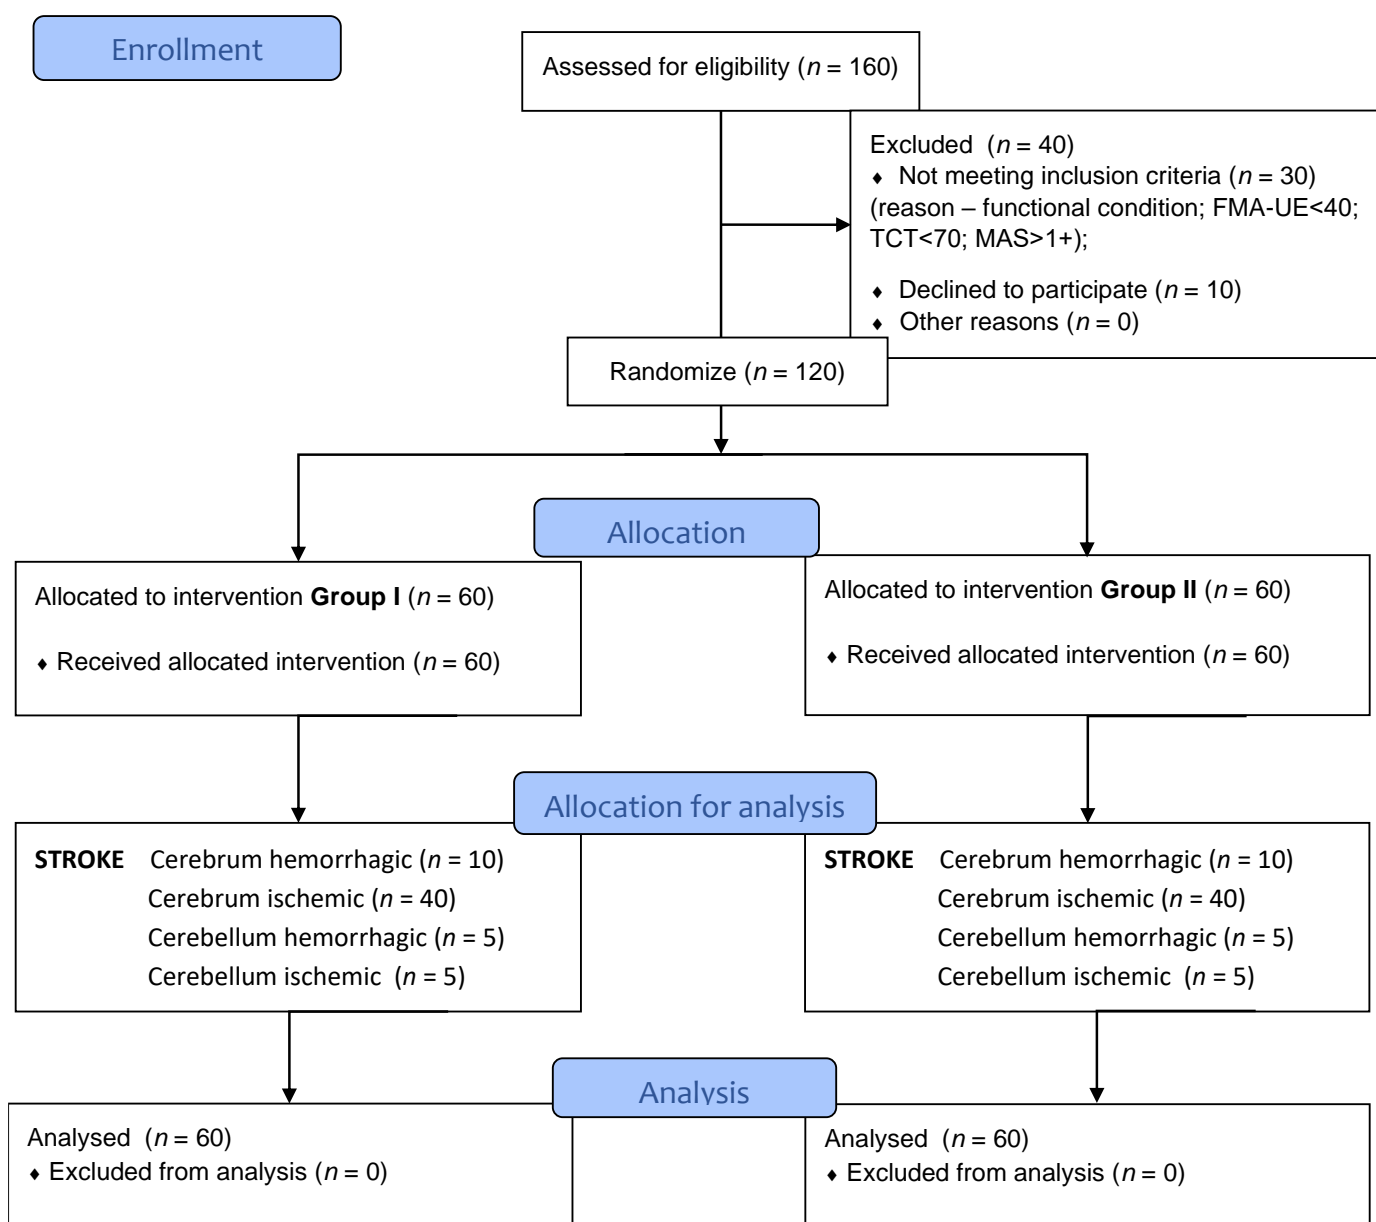 Enrollment
Assessed for eligibility (n = 160)
Excluded (n = 40)
♦ Not meeting inclusion criteria (n = 30)
(reason – functional condition; FMA-UE<40;
TCT<70; MAS>1+);
♦ Declined to participate (n = 10)
♦ Other reasons (n = 0)
Randomize (n = 120)
Allocation
Allocated to intervention Group I (n = 60)
♦ Received allocated intervention (n = 60)
Allocated to intervention Group II (n = 60)
♦ Received allocated intervention (n = 60)
Allocation for analysis
STROKE Cerebrum hemorrhagic (n = 10)
Cerebrum ischemic (n = 40)
Cerebellum hemorrhagic (n = 5)
Cerebellum ischemic (n = 5)
STROKE Cerebrum hemorrhagic (n = 10)
Cerebrum ischemic (n = 40)
Cerebellum hemorrhagic (n = 5)
Cerebellum ischemic (n = 5)
Analysis
Analysed (n = 60)
♦ Excluded from analysis (n = 0)
Analysed (n = 60)
♦ Excluded from analysis (n = 0)